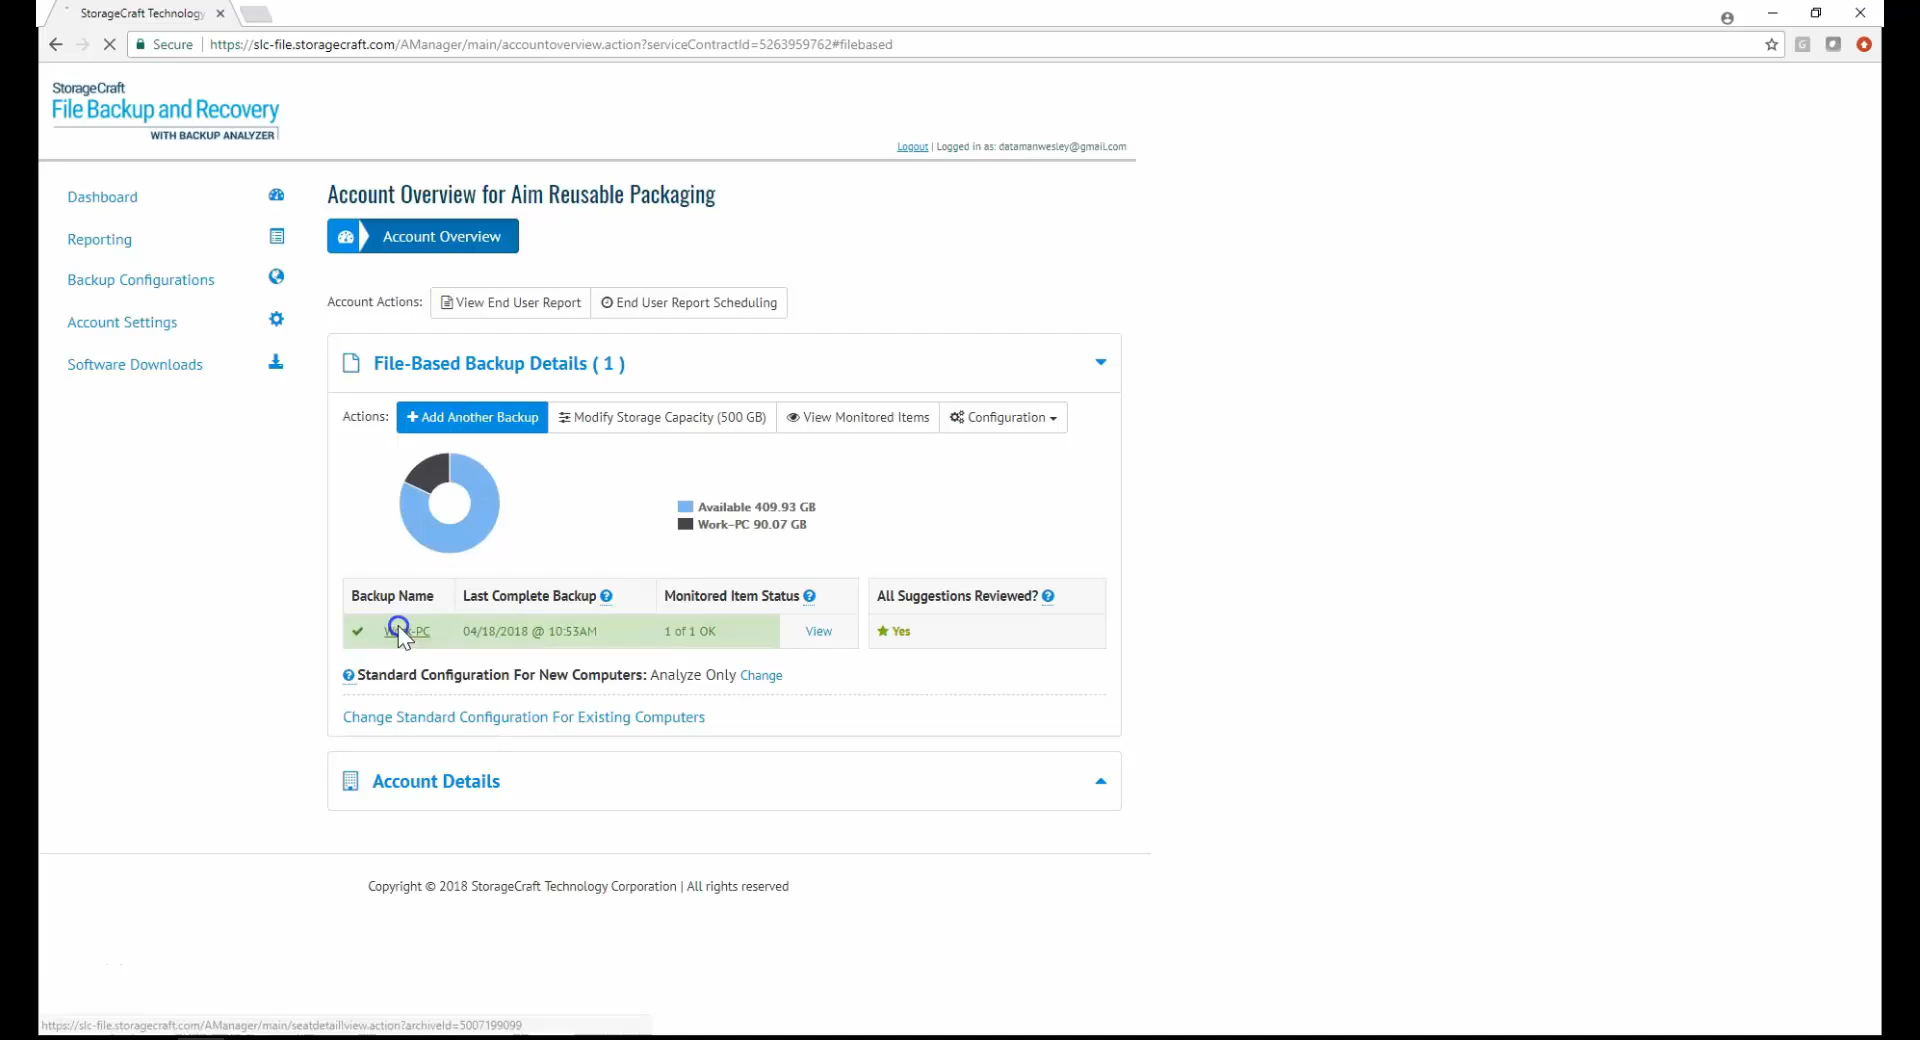 StorageCraft Technology
Secure | https://slc-file.storagecraft.com/AManager/main/accountoverview.action?serviceContractId=5263959762#filebased
StorageCraft
File Backup and Recovery
WITH BACKUP ANALYZER
Logout | Logged in as: datamanwesley@gmail.com
Dashboard
Reporting
Backup Configurations
Account Settings
Software Downloads
Account Overview for Aim Reusable Packaging
Account Overview
Account Actions: View End User Report End User Report Scheduling
File-Based Backup Details ( 1 )
Actions: Add Another Backup Modify Storage Capacity (500 GB) View Monitored Items Configuration
Available 409.93 GB
Work-PC 90.07 GB
Backup Name Last Complete Backup ? Monitored Item Status ? All Suggestions Reviewed? ?
Work-PC 04/18/2018 @ 10:53AM 1 of 1 OK View Yes
? Standard Configuration For New Computers: Analyze Only Change
Change Standard Configuration For Existing Computers
Account Details
Copyright © 2018 StorageCraft Technology Corporation | All rights reserved
https://slc-file.storagecraft.com/AManager/main/seatdetailview.action?archiveId=5007199099